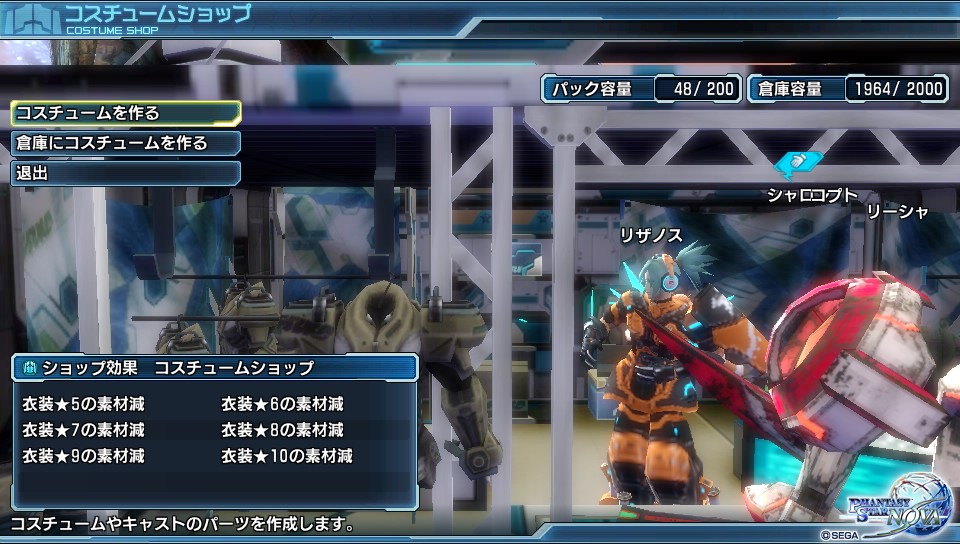 コスチュームショップ
COSTUME SHOP
パック容量 48/ 200
倉庫容量 1964/ 2000
コスチュームを作る
倉庫にコスチュームを作る
退出
リーシャ
リザノス
ショップ効果 コスチュームショップ
衣装★5の素材減 衣装★6の素材減
衣装★7の素材減 衣装★8の素材減
衣装★9の素材減 衣装★10の素材減
コスチュームやキャストのパーツを作成します。
PHANTASY
STAR NOVA
©SEGA